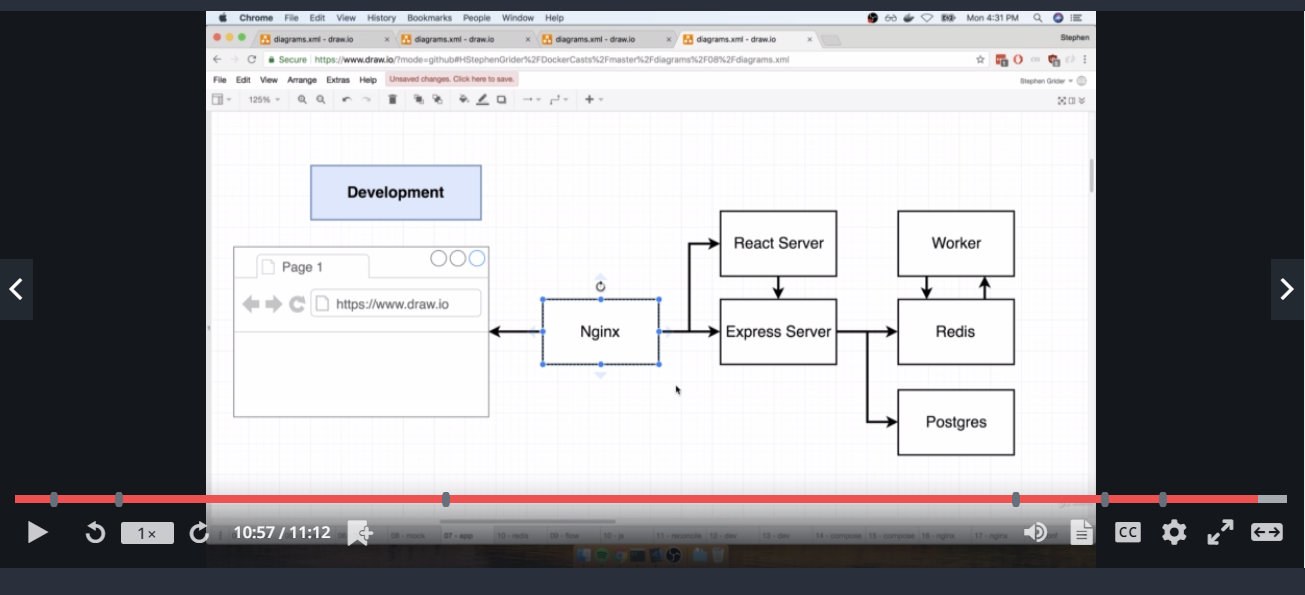 Chrome File Edit View History Bookmarks People Window Help Mon 4:31 PM
diagrams.xml - draw.io diagrams.xml - draw.io diagrams.xml - draw.io diagrams.xml - draw.io Stephen
Secure https://www.draw.io/?mode=github#HStephenGrider%2FDockerCasts%2Fmaster%2Fdiagrams%2F08%2Fdiagrams.xml
File Edit View Arrange Extras Help Unsaved changes. Click here to save. Stephen Grider
125%
Development
React Server
Worker
Page 1
https://www.draw.io
Nginx
Express Server
Redis
Postgres
1x
10:57 / 11:12
CC
07 - app 10 - redis 09 - flow 11 - reconcile 12 - dev 13 - dev 14 - compose 15 - compose 16 - nginx 17 - nginx